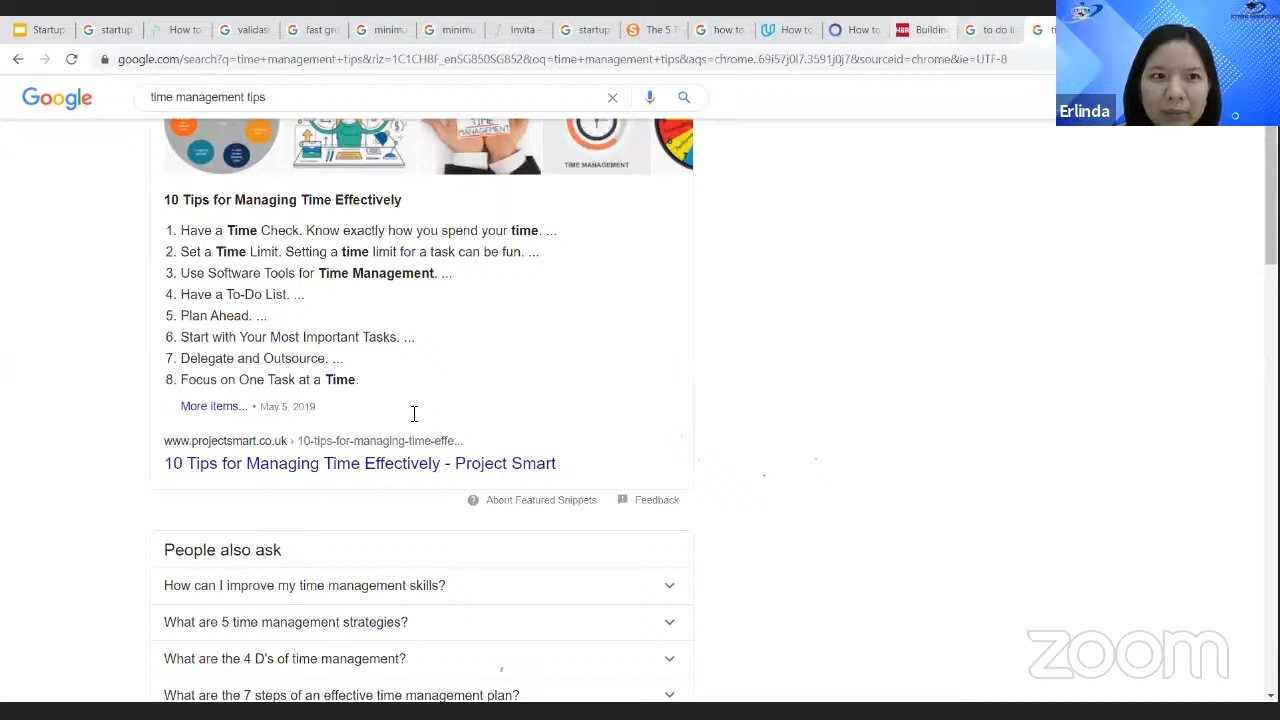 Startup
startup
How t
validas
fast gro
minimu
minimu
Invita
startup
The 5
how to
How to
How to
HBR
Building
to do li
google.com/search?q=time+management+tips&rlz=1C1CHBF_enSG850SG852&oq=time+management+tips&aqs=chrome..69i57j0l7.3591j0j7&sourceid=chrome&ie=UTF-8
Erlinda
Google
time management tips
TIME
MANAGEMENT
TIME MANAGEMENT
10 Tips for Managing Time Effectively
1. Have a Time Check. Know exactly how you spend your time. ...
2. Set a Time Limit. Setting a time limit for a task can be fun. ...
3. Use Software Tools for Time Management. ...
4. Have a To-Do List. ...
5. Plan Ahead. ...
6. Start with Your Most Important Tasks. ...
7. Delegate and Outsource. ...
8. Focus on One Task at a Time.
More items... • May 5, 2019
www.projectsmart.co.uk › 10-tips-for-managing-time-effe...
10 Tips for Managing Time Effectively - Project Smart
About Featured Snippets
Feedback
People also ask
How can I improve my time management skills?
What are 5 time management strategies?
What are the 4 D's of time management?
What are the 7 steps of an effective time management plan?
zoom